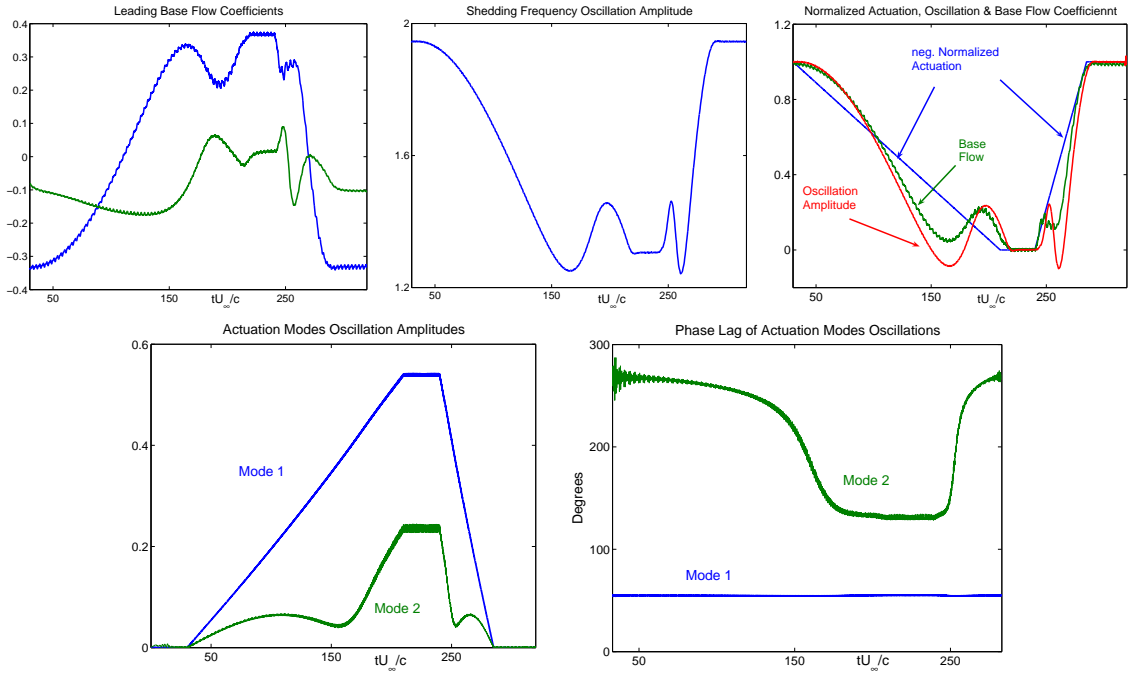 Leading Base Flow Coefficients
0.4
0.3
0.2
0.1
0
−0.1
−0.2
−0.3
−0.4
50
150
250
tU∞/c
Shedding Frequency Oscillation Amplitude
2
1.6
1.2
50
150
250
tU∞/c
Normalized Actuation, Oscillation & Base Flow Coefficiennt
1.2
0.8
0.4
0
neg. Normalized
Actuation
Base
Flow
Oscillation
Amplitude
50
150
250
tU∞/c
Actuation Modes Oscillation Amplitudes
0.6
0.4
0.2
0
Mode 1
Mode 2
50
150
250
tU∞/c
Phase Lag of Actuation Modes Oscillations
300
200
100
0
Degrees
Mode 2
Mode 1
50
150
250
tU∞/c